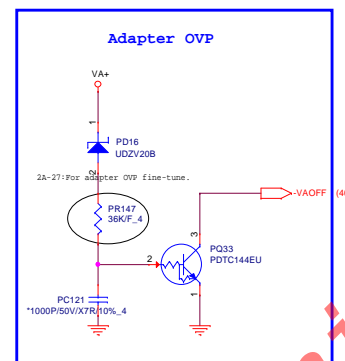 Adapter OVP
VA+
1
PD16
UDZV20B
2
2A-27:For adapter OVP fine-tune.
PR147
36K/F_4
-VAOFF
3
PQ33
PDTC144EU
2
1
PC121
*1000P/50V/X7R/10%_4